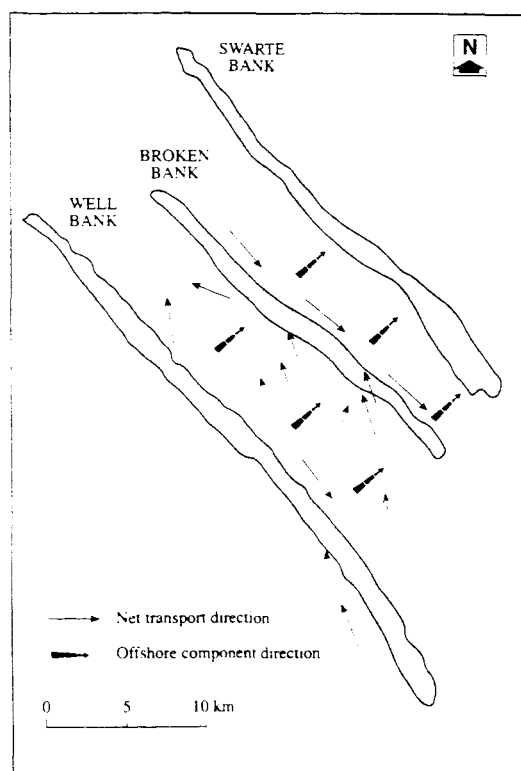 SWARTE
BANK
N
BROKEN
BANK
WELL
BANK
Net transport direction
Offshore component direction
0 5 10 km